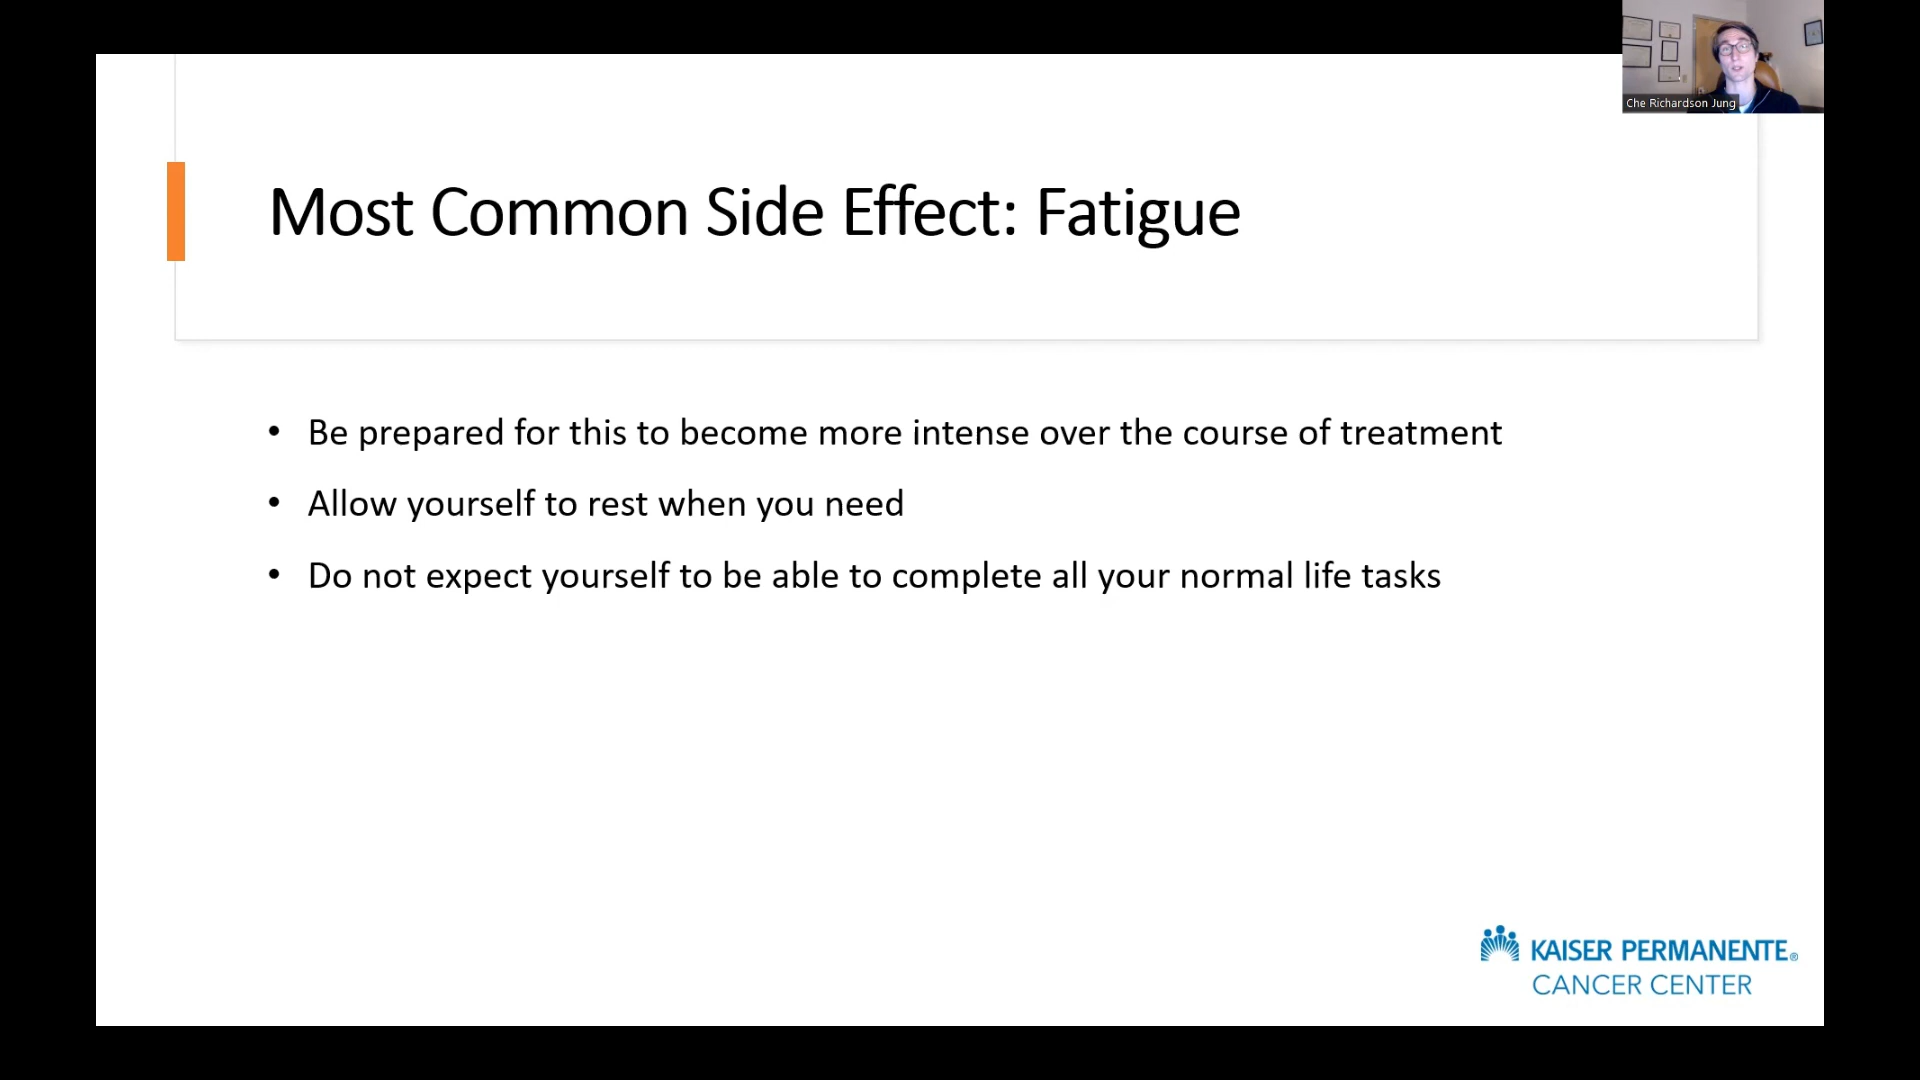 Che Richardson Jung
Most Common Side Effect: Fatigue
• Be prepared for this to become more intense over the course of treatment
• Allow yourself to rest when you need
• Do not expect yourself to be able to complete all your normal life tasks
KAISER PERMANENTE®
CANCER CENTER